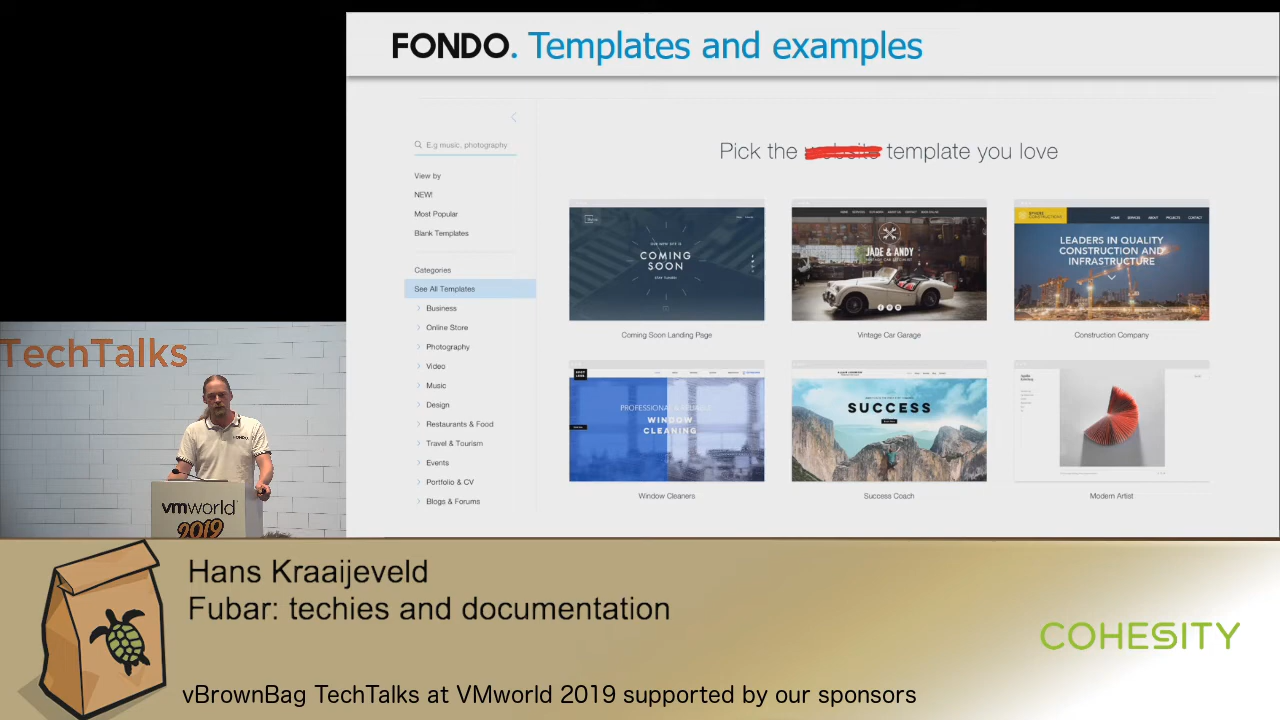 FONDO. Templates and examples
E.g music, photography
View by
NEW!
Most Popular
Blank Templates
Categories
See All Templates
Business
Online Store
Photography
Video
Music
Design
Restaurants & Food
Travel & Tourism
Events
Portfolio & CV
Blogs & Forums
Pick the website template you love
COMING
SOON
Coming Soon Landing Page
JADE & ANDY
Vintage Car Garage
LEADERS IN QUALITY
CONSTRUCTION AND
INFRASTRUCTURE
Construction Company
WINDOW
CLEANING
Window Cleaners
SUCCESS
Success Coach
Modern Artist
TechTalks
FONDO.
vmworld
2019
Hans Kraaijeveld
Fubar: techies and documentation
COHESITY
vBrownBag TechTalks at VMworld 2019 supported by our sponsors